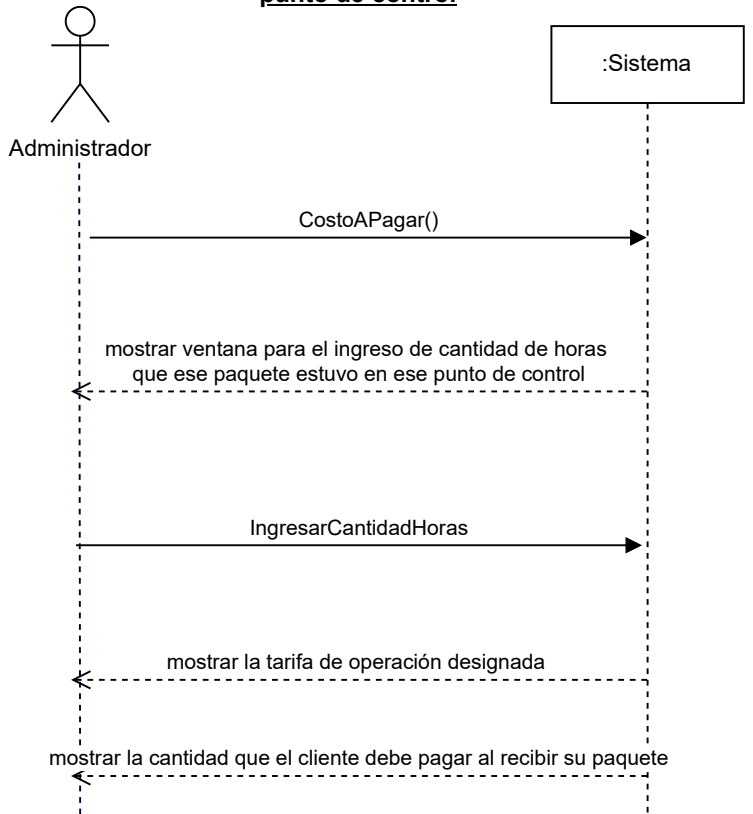 punto de control
:Sistema
Administrador
CostoAPagar()
mostrar ventana para el ingreso de cantidad de horas
que ese paquete estuvo en ese punto de control
IngresarCantidadHoras
mostrar la tarifa de operación designada
mostrar la cantidad que el cliente debe pagar al recibir su paquete